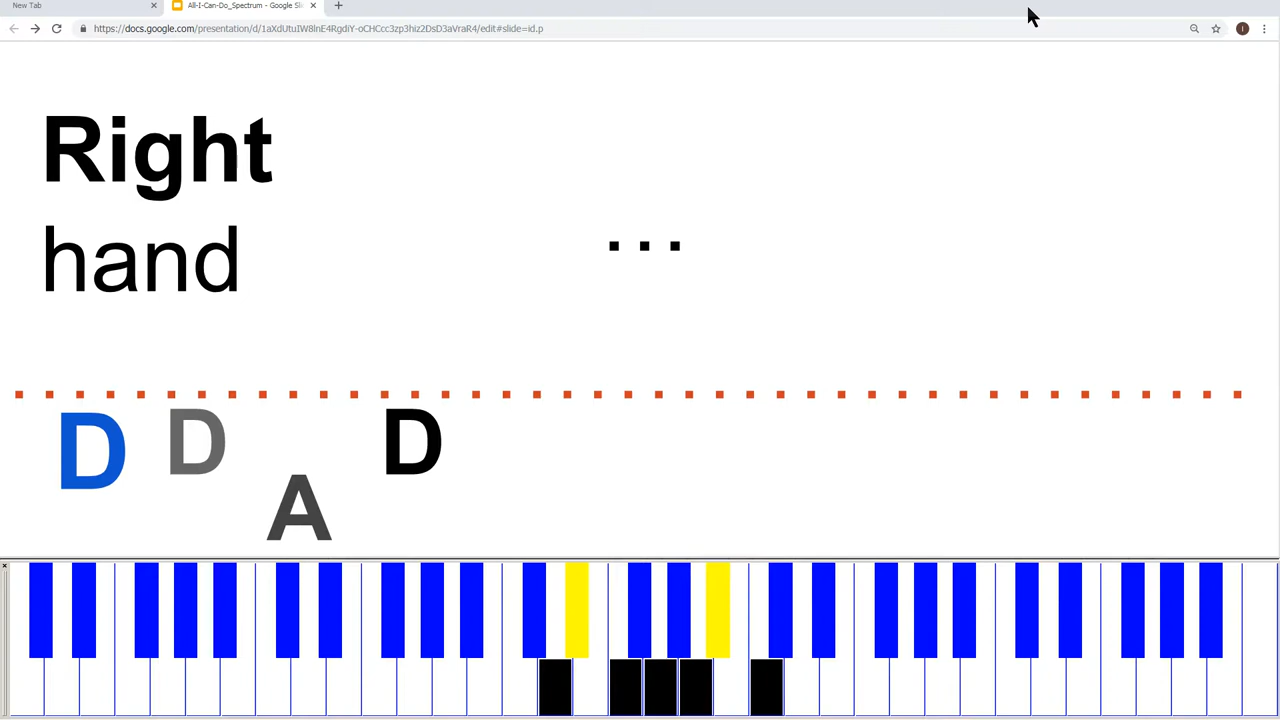 New Tab
All-I-Can-Do_Spectrum - Google Sli
https://docs.google.com/presentation/d/1aXdUtuIW8lnE4RgdiY-oCHCcc3zp3hiz2DsD3aVraR4/edit#slide=id.p
Right
hand
...
D D A D